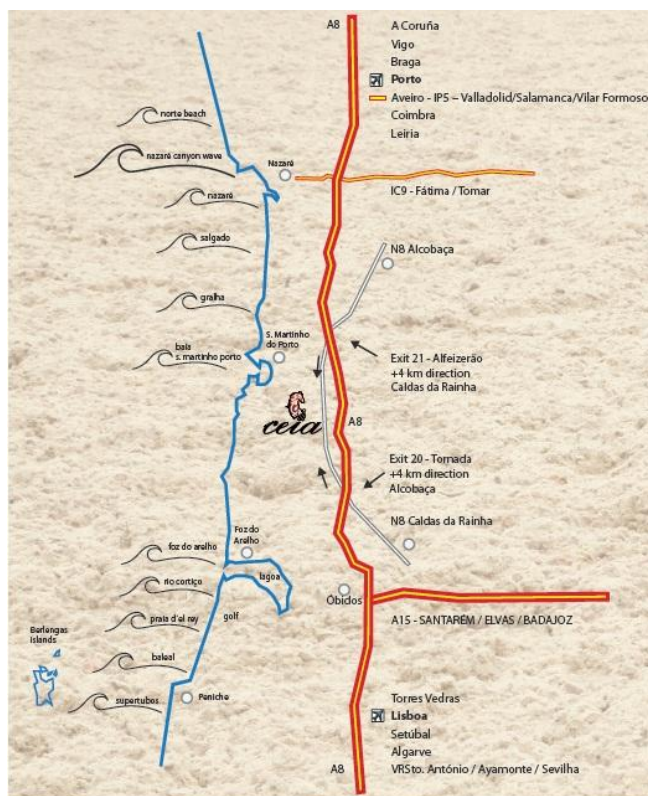 A8
A Coruña
Vigo
Braga
Porto
Aveiro - IP5 – Valladolid/Salamanca/Vilar Formoso
Coimbra
Leiria
norte beach
nazaré canyon wave
Nazaré
IC9 - Fátima / Tomar
nazaré
salgado
N8 Alcobaça
gralha
S. Martinho
do Porto
baía
s. martinho porto
Exit 21 - Alfeizerão
+4 km direction
Caldas da Rainha
ceia
A8
Exit 20 - Tornada
+4 km direction
Alcobaça
N8 Caldas da Rainha
Foz do
Arelho
foz do arelho
lagoa
rio cortiço
Óbidos
praia d'el rey
golf
A15 - SANTARÉM / ELVAS / BADAJOZ
Berlengas
islands
baleal
supertubos
Peniche
Torres Vedras
Lisboa
Setúbal
Algarve
A8
VRSto. António / Ayamonte / Sevilha